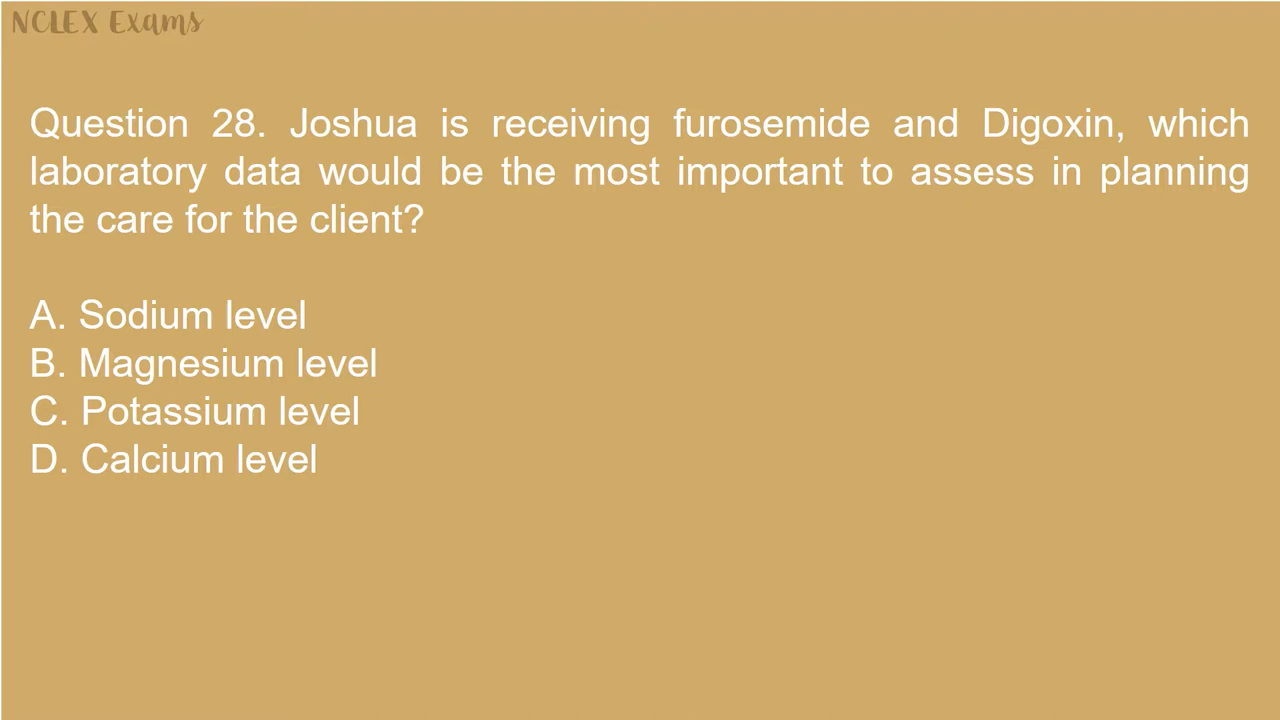 NCLEX Exams
Question 28. Joshua is receiving furosemide and Digoxin, which
laboratory data would be the most important to assess in planning
the care for the client?
A. Sodium level
B. Magnesium level
C. Potassium level
D. Calcium level